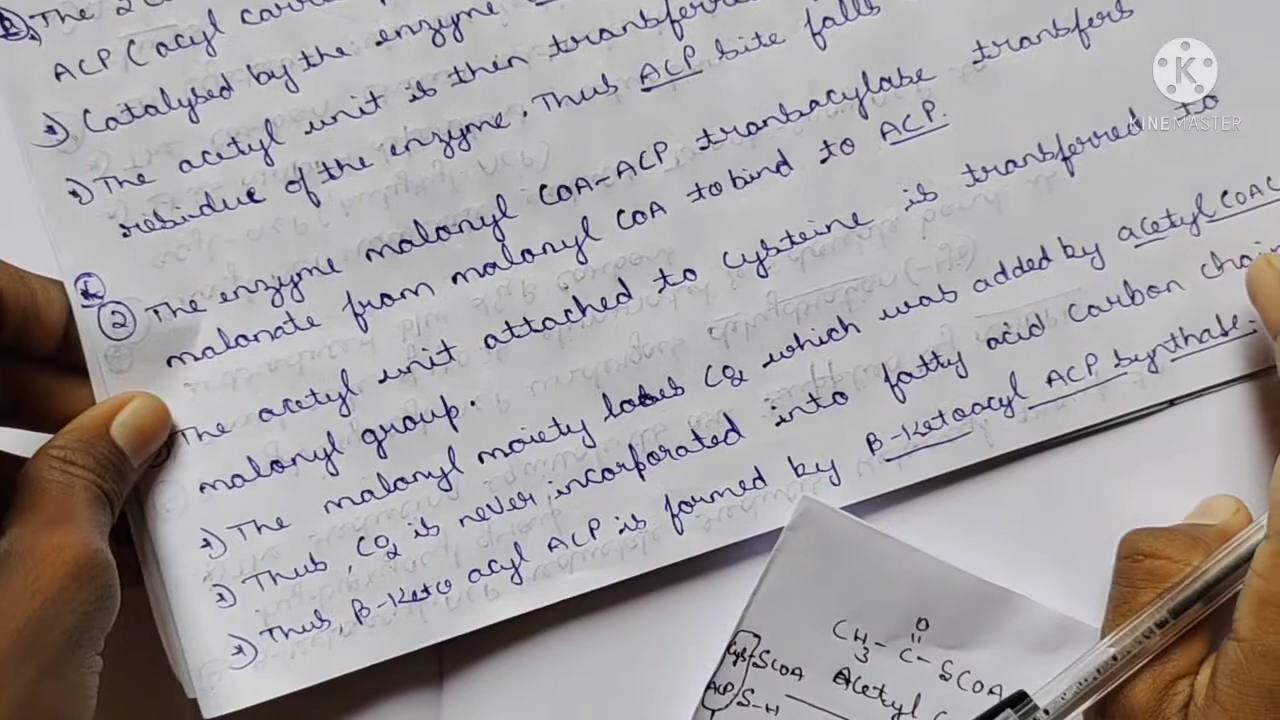 The
ACP (acyl
Catalysed by the enzyme
The acetyl unit is then transferred
residue of the enzyme. Thus ACP site falls
② The enzyme malonyl COA-ACP transacylase transfers
malonate from malonyl COA to bind to ACP.
The acetyl unit attached to cysteine is transferred to
malonyl group.
The malonyl moiety loses CO2 which was added by acetyl COA C
Thus, CO2 is never incorporated into fatty acid carbon chain
Thus, β-Keto acyl ACP is formed by β-Ketoacyl ACP synthase.
O
CH3-C-SCOA
Cys-SCOA Acetyl
ACP S-H
KINEMASTER